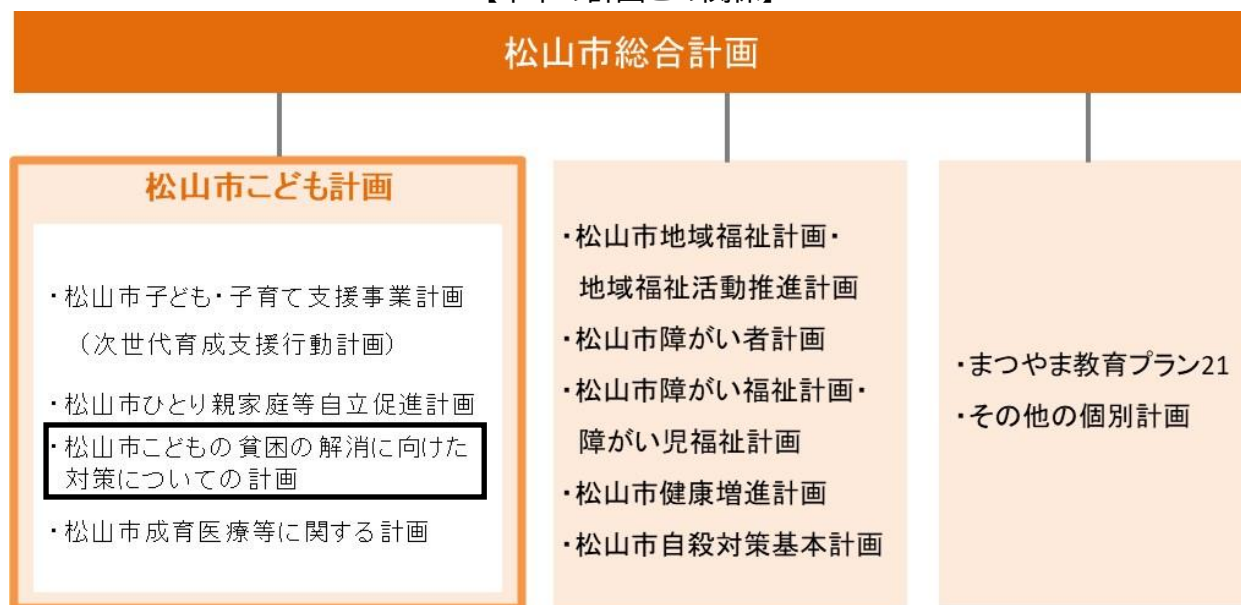 松山市総合計画
松山市こども計画
・松山市子ども・子育て支援事業計画
（次世代育成支援行動計画）
・松山市ひとり親家庭等自立促進計画
・松山市こどもの貧困の解消に向けた
対策についての計画
・松山市成育医療等に関する計画
・松山市地域福祉計画・
地域福祉活動推進計画
・松山市障がい者計画
・松山市障がい福祉計画・
障がい児福祉計画
・松山市健康増進計画
・松山市自殺対策基本計画
・まつやま教育プラン21
・その他の個別計画